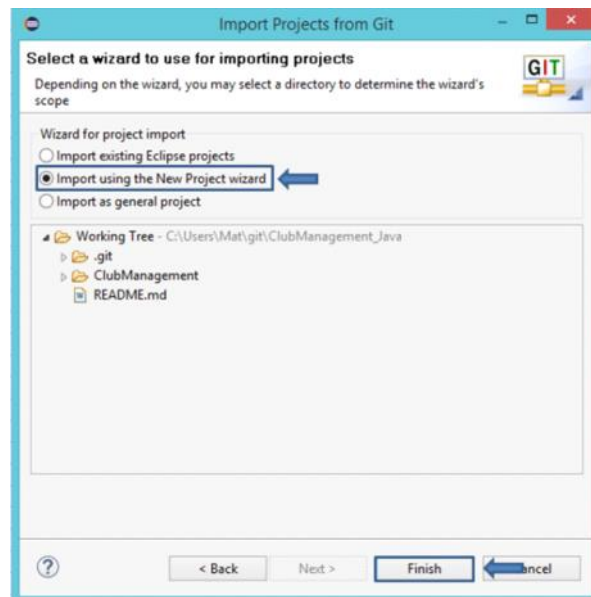 Import Projects from Git
Select a wizard to use for importing projects
GIT
Depending on the wizard, you may select a directory to determine the wizard's
scope
Wizard for project import
Import existing Eclipse projects
Import using the New Project wizard
Import as general project
Working Tree - C:\Users\Mat\git\ClubManagement_Java
.git
ClubManagement
README.md
? < Back Next > Finish